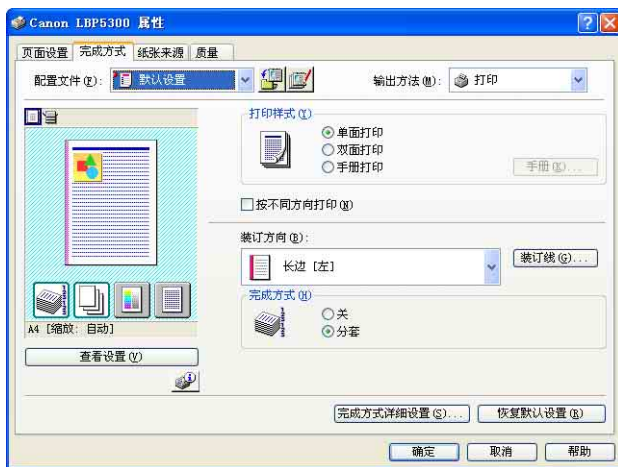 Canon LBP5300 属性
页面设置 完成方式 纸张来源 质量
配置文件(F): 默认设置 输出方法(M): 打印
打印样式(Y)
单面打印
双面打印
手册打印 手册(K)...
按不同方向打印(N)
装订方向(B):
长边 [左] 装订线(G)...
完成方式(H)
关
分套
A4 [缩放: 自动]
查看设置(V)
完成方式详细设置(S)... 恢复默认设置(R)
确定 取消 帮助